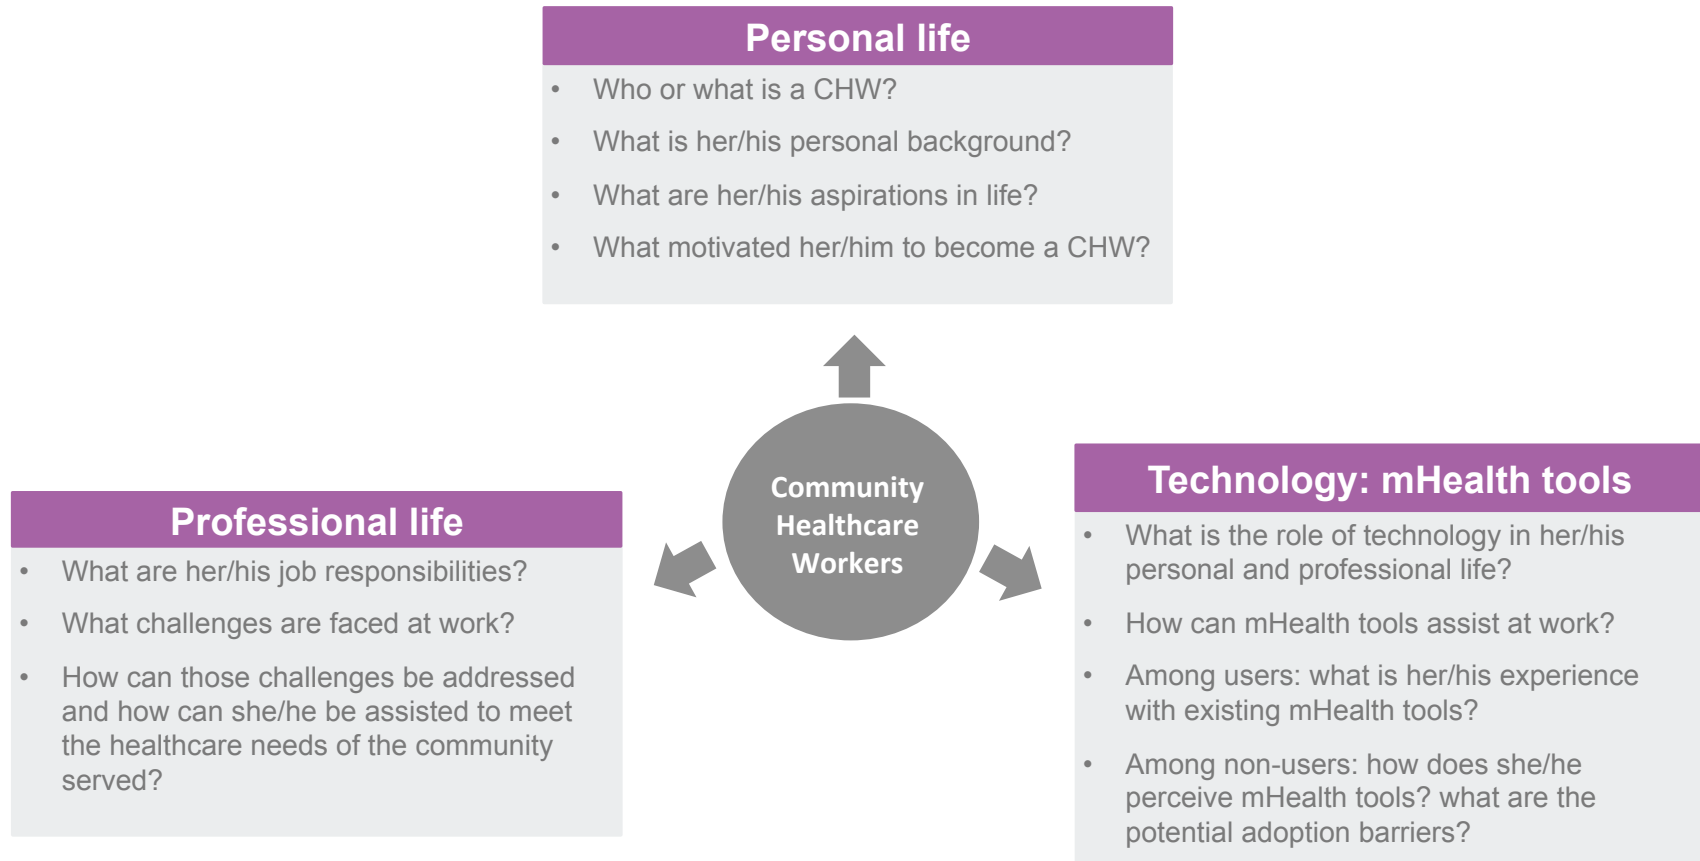 Personal life
• Who or what is a CHW?
• What is her/his personal background?
• What are her/his aspirations in life?
• What motivated her/him to become a CHW?
Community
Healthcare
Workers
Professional life
• What are her/his job responsibilities?
• What challenges are faced at work?
• How can those challenges be addressed
and how can she/he be assisted to meet
the healthcare needs of the community
served?
Technology: mHealth tools
• What is the role of technology in her/his
personal and professional life?
• How can mHealth tools assist at work?
• Among users: what is her/his experience
with existing mHealth tools?
• Among non-users: how does she/he
perceive mHealth tools? what are the
potential adoption barriers?